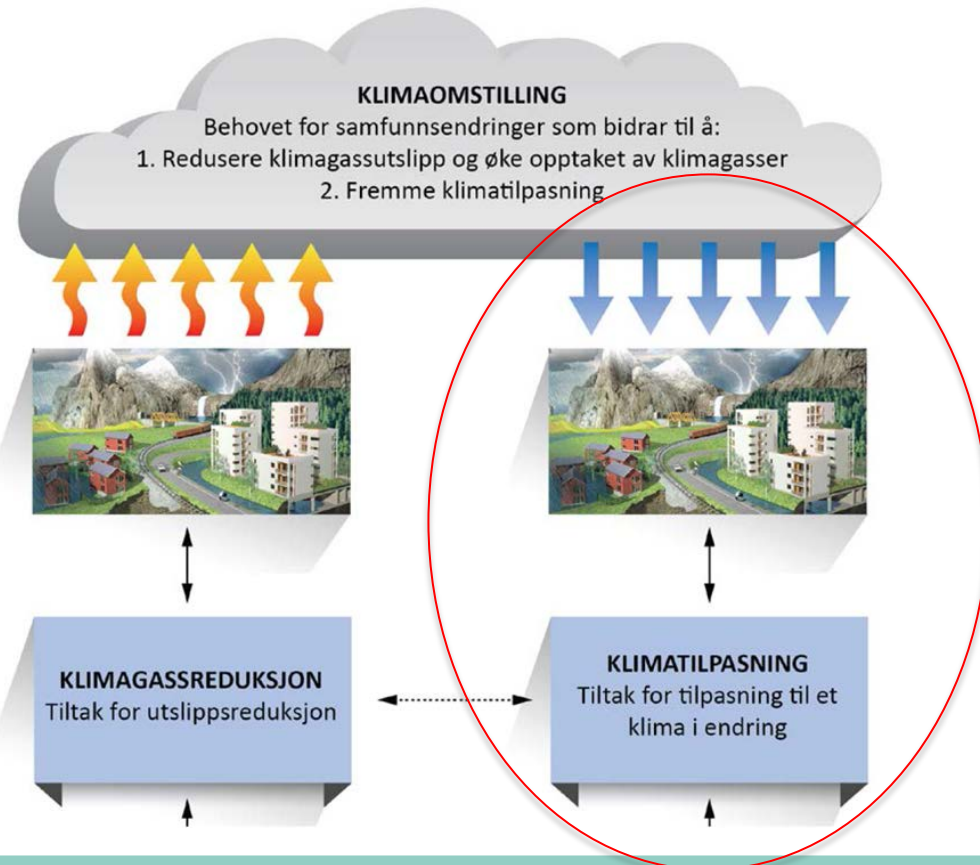 KLIMAOMSTILLING
Behovet for samfunnsendringer som bidrar til å:
1. Redusere klimagassutslipp og øke opptaket av klimagasser
2. Fremme klimatilpasning
KLIMAGASSREDUKSJON
Tiltak for utslippsreduksjon
KLIMATILPASNING
Tiltak for tilpasning til et
klima i endring